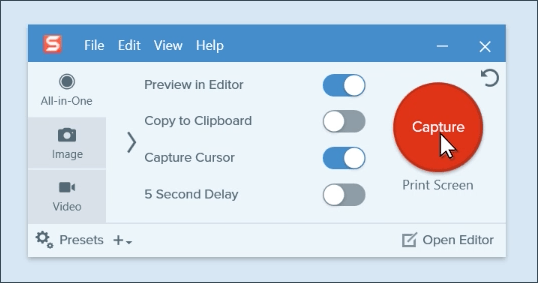 S File Edit View Help
All-in-One
Image
Video
Preview in Editor
Copy to Clipboard
Capture Cursor
5 Second Delay
Capture
Print Screen
Presets
Open Editor